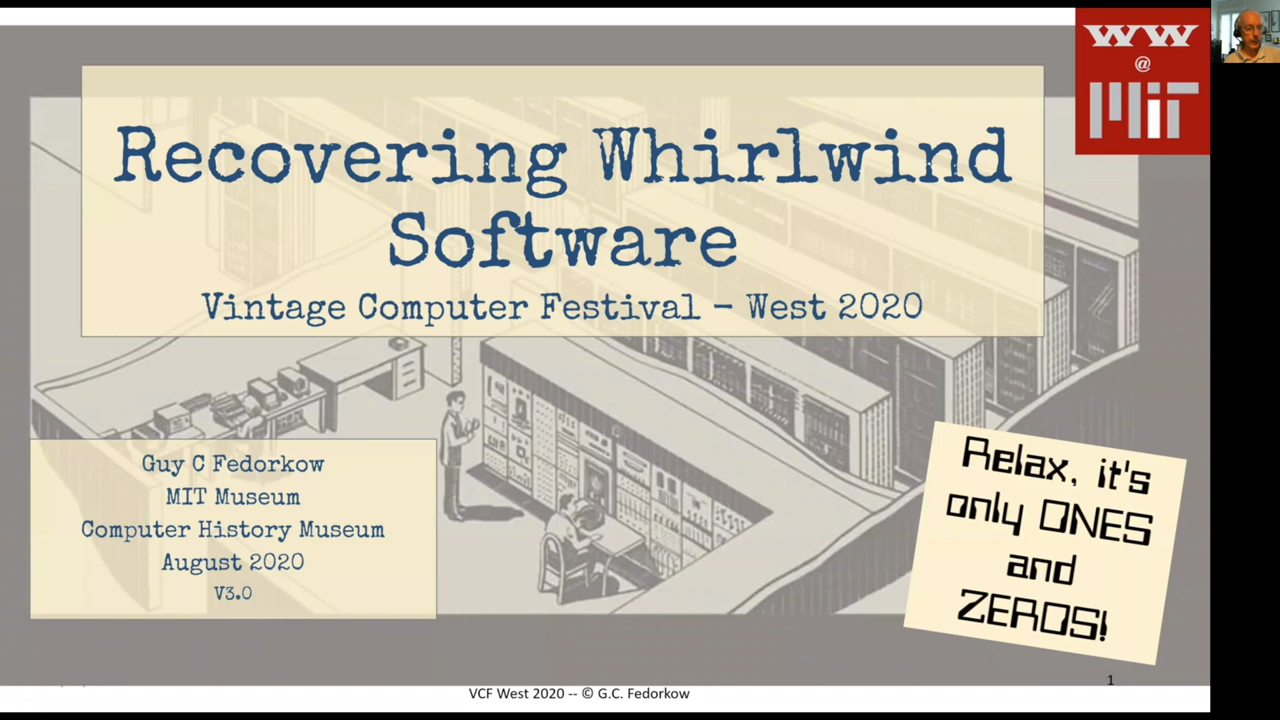 WW
@
MiT
Recovering Whirlwind
Software
Vintage Computer Festival – West 2020
Guy C Fedorkow
MIT Museum
Computer History Museum
August 2020
V3.0
Relax, it's
only ONES
and
ZEROS!
1
VCF West 2020 -- © G.C. Fedorkow